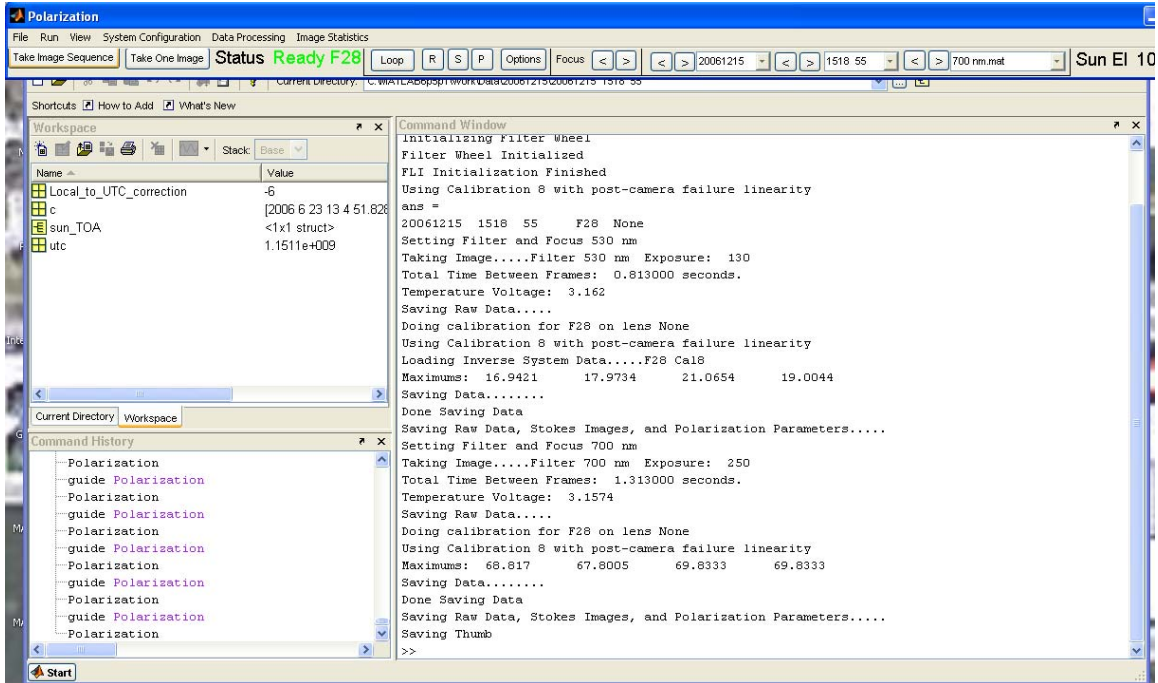 Polarization
File Run View System Configuration Data Processing Image Statistics
Take Image Sequence Take One Image Status Ready F28 Loop R S P Options Focus < > < > 20061215 < > 1518 55 < > 700 nm.mat Sun El 10
Current Directory: C:\MATLAB6p5p1\work\Data\20061215\20061215 1518 55
Shortcuts How to Add What's New
Workspace
Stack: Base
Name Value
Local_to_UTC_correction -6
c [2006 6 23 13 4 51.828
sun_TOA <1x1 struct>
utc 1.1511e+009
Current Directory Workspace
Command History
Polarization
guide Polarization
Polarization
guide Polarization
Polarization
guide Polarization
Polarization
guide Polarization
Polarization
guide Polarization
Polarization
Start
Command Window
Initializing Filter Wheel
Filter Wheel Initialized
FLI Initialization Finished
Using Calibration 8 with post-camera failure linearity
ans =
20061215 1518 55 F28 None
Setting Filter and Focus 530 nm
Taking Image.....Filter 530 nm Exposure: 130
Total Time Between Frames: 0.813000 seconds.
Temperature Voltage: 3.162
Saving Raw Data.....
Doing calibration for F28 on lens None
Using Calibration 8 with post-camera failure linearity
Loading Inverse System Data.....F28 Cal8
Maximums: 16.9421 17.9734 21.0654 19.0044
Saving Data........
Done Saving Data
Saving Raw Data, Stokes Images, and Polarization Parameters.....
Setting Filter and Focus 700 nm
Taking Image.....Filter 700 nm Exposure: 250
Total Time Between Frames: 1.313000 seconds.
Temperature Voltage: 3.1574
Saving Raw Data.....
Doing calibration for F28 on lens None
Using Calibration 8 with post-camera failure linearity
Maximums: 68.817 67.8005 69.8333 69.8333
Saving Data........
Done Saving Data
Saving Raw Data, Stokes Images, and Polarization Parameters.....
Saving Thumb
>>